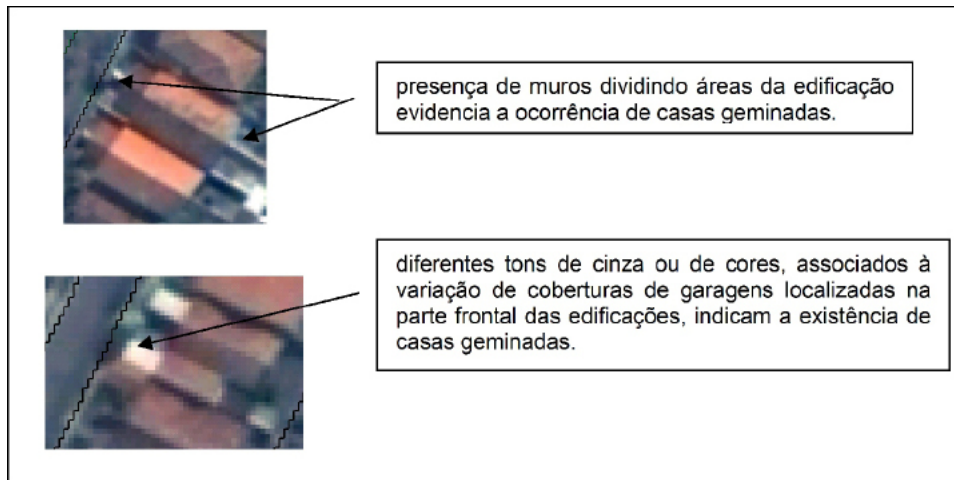 presença de muros dividindo áreas da edificação
evidencia a ocorrência de casas geminadas.
diferentes tons de cinza ou de cores, associados à
variação de coberturas de garagens localizadas na
parte frontal das edificações, indicam a existência de
casas geminadas.